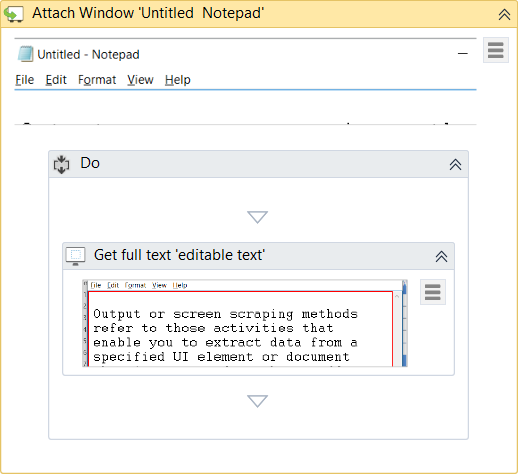 Attach Window 'Untitled  Notepad'
Untitled - Notepad
File Edit Format View Help
Do
Get full text 'editable text'
File Edit Format View Help
Output or screen scraping methods
refer to those activities that
enable you to extract data from a
specified UI element or document